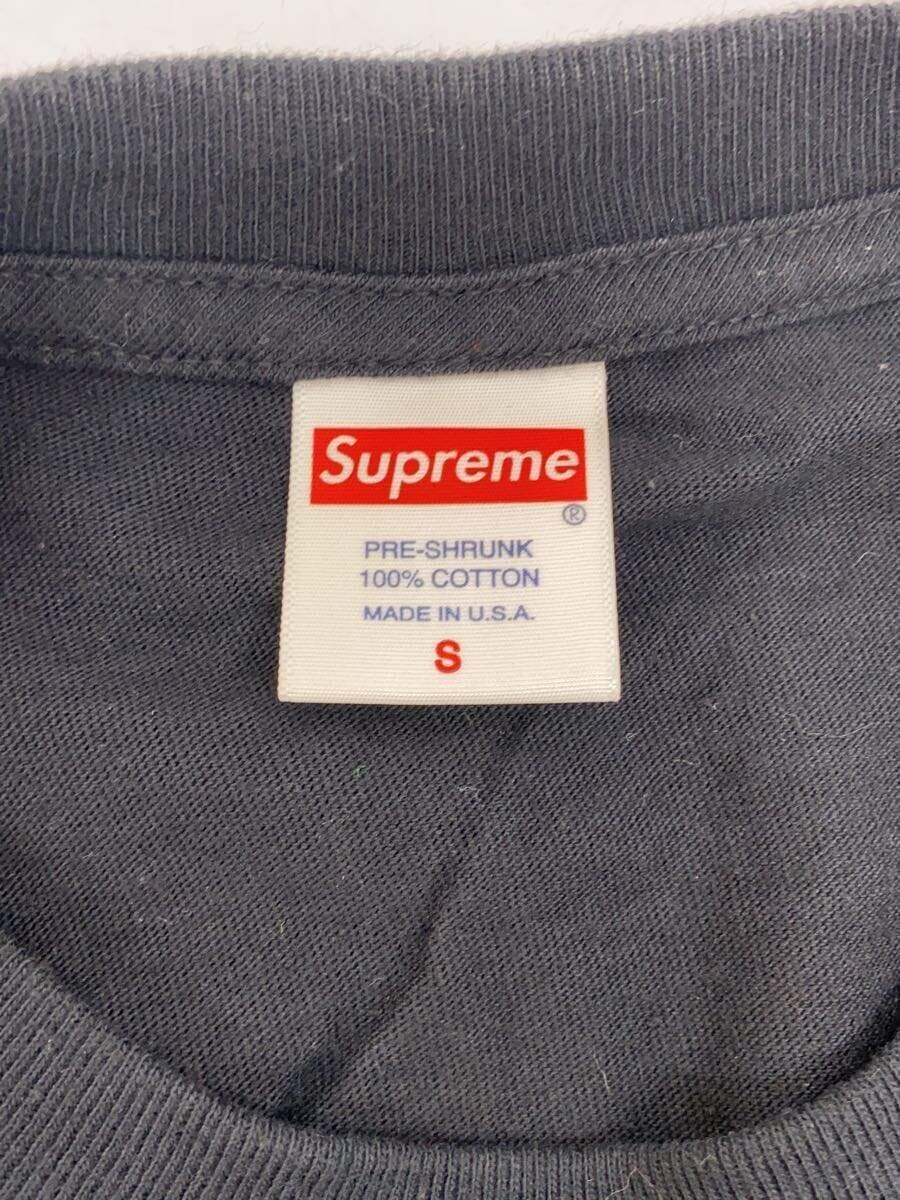 Supreme
®
PRE-SHRUNK
100% COTTON
MADE IN U.S.A.
S